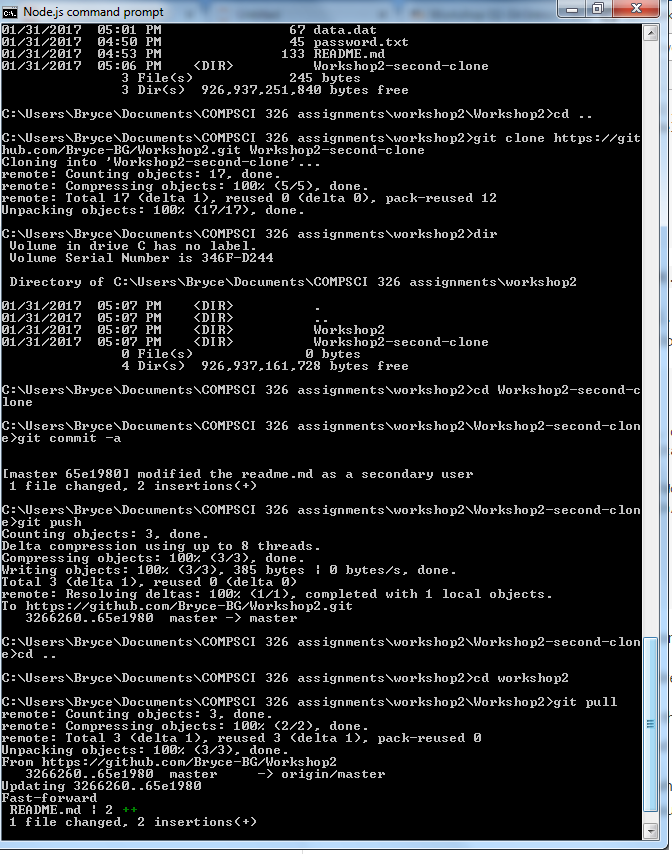 Node.js command prompt
01/31/2017  05:01 PM                67 data.dat
01/31/2017  04:50 PM                45 password.txt
01/31/2017  04:53 PM               133 README.md
01/31/2017  05:06 PM    <DIR>          Workshop2-second-clone
               3 File(s)            245 bytes
               3 Dir(s)  926,937,251,840 bytes free
C:\Users\Bryce\Documents\COMPSCI 326 assignments\workshop2\Workshop2>cd ..
C:\Users\Bryce\Documents\COMPSCI 326 assignments\workshop2>git clone https://git
hub.com/Bryce-BG/Workshop2.git Workshop2-second-clone
Cloning into 'Workshop2-second-clone'...
remote: Counting objects: 17, done.
remote: Compressing objects: 100% (5/5), done.
remote: Total 17 (delta 1), reused 0 (delta 0), pack-reused 12
Unpacking objects: 100% (17/17), done.
C:\Users\Bryce\Documents\COMPSCI 326 assignments\workshop2>dir
 Volume in drive C has no label.
 Volume Serial Number is 346F-D244
 Directory of C:\Users\Bryce\Documents\COMPSCI 326 assignments\workshop2
01/31/2017  05:07 PM    <DIR>          .
01/31/2017  05:07 PM    <DIR>          ..
01/31/2017  05:07 PM    <DIR>          Workshop2
01/31/2017  05:07 PM    <DIR>          Workshop2-second-clone
               0 File(s)              0 bytes
               4 Dir(s)  926,937,161,728 bytes free
C:\Users\Bryce\Documents\COMPSCI 326 assignments\workshop2>cd Workshop2-second-c
lone
C:\Users\Bryce\Documents\COMPSCI 326 assignments\workshop2\Workshop2-second-clon
e>git commit -a
[master 65e1980] modified the readme.md as a secondary user
 1 file changed, 2 insertions(+)
C:\Users\Bryce\Documents\COMPSCI 326 assignments\workshop2\Workshop2-second-clon
e>git push
Counting objects: 3, done.
Delta compression using up to 8 threads.
Compressing objects: 100% (3/3), done.
Writing objects: 100% (3/3), 385 bytes | 0 bytes/s, done.
Total 3 (delta 1), reused 0 (delta 0)
remote: Resolving deltas: 100% (1/1), completed with 1 local objects.
To https://github.com/Bryce-BG/Workshop2.git
   3266260..65e1980  master -> master
C:\Users\Bryce\Documents\COMPSCI 326 assignments\workshop2\Workshop2-second-clon
e>cd ..
C:\Users\Bryce\Documents\COMPSCI 326 assignments\workshop2>cd workshop2
C:\Users\Bryce\Documents\COMPSCI 326 assignments\workshop2\Workshop2>git pull
remote: Counting objects: 3, done.
remote: Compressing objects: 100% (2/2), done.
remote: Total 3 (delta 1), reused 3 (delta 1), pack-reused 0
Unpacking objects: 100% (3/3), done.
From https://github.com/Bryce-BG/Workshop2
   3266260..65e1980  master     -> origin/master
Updating 3266260..65e1980
Fast-forward
 README.md | 2 ++
 1 file changed, 2 insertions(+)